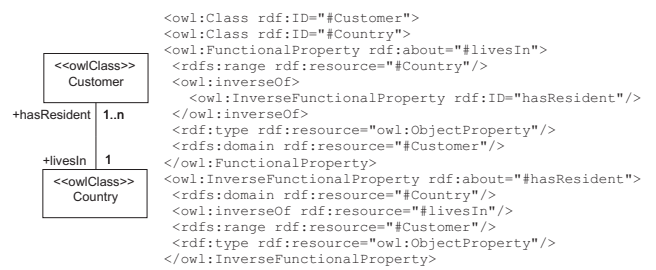 <<owlClass>>
Customer
+hasResident 1..n
+livesIn 1
<<owlClass>>
Country
<owl:Class rdf:ID="#Customer">
<owl:Class rdf:ID="#Country">
<owl:FunctionalProperty rdf:about="#livesIn">
<rdfs:range rdf:resource="#Country"/>
<owl:inverseOf>
<owl:InverseFunctionalProperty rdf:ID="hasResident"/>
</owl:inverseOf>
<rdf:type rdf:resource="owl:ObjectProperty"/>
<rdfs:domain rdf:resource="#Customer"/>
</owl:FunctionalProperty>
<owl:InverseFunctionalProperty rdf:about="#hasResident">
<rdfs:domain rdf:resource="#Country"/>
<owl:inverseOf rdf:resource="#livesIn"/>
<rdfs:range rdf:resource="#Customer"/>
<rdf:type rdf:resource="owl:ObjectProperty"/>
</owl:InverseFunctionalProperty>